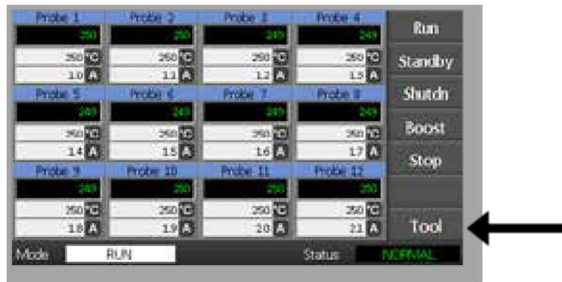 Probe 1 Probe 2 Probe 3 Probe 4 Run
250 250 249 249
250 °C 250 °C 250 °C 250 °C Standby
1.0 A 1.1 A 1.2 A 1.3 A
Probe 5 Probe 6 Probe 7 Probe 8 Shutdn
249 249 249 249
250 °C 250 °C 250 °C 250 °C Boost
1.4 A 1.5 A 1.6 A 1.7 A
Probe 9 Probe 10 Probe 11 Probe 12 Stop
249 250 250 250
250 °C 250 °C 250 °C 250 °C
1.8 A 1.9 A 2.0 A 2.1 A Tool
Mode RUN Status NORMAL